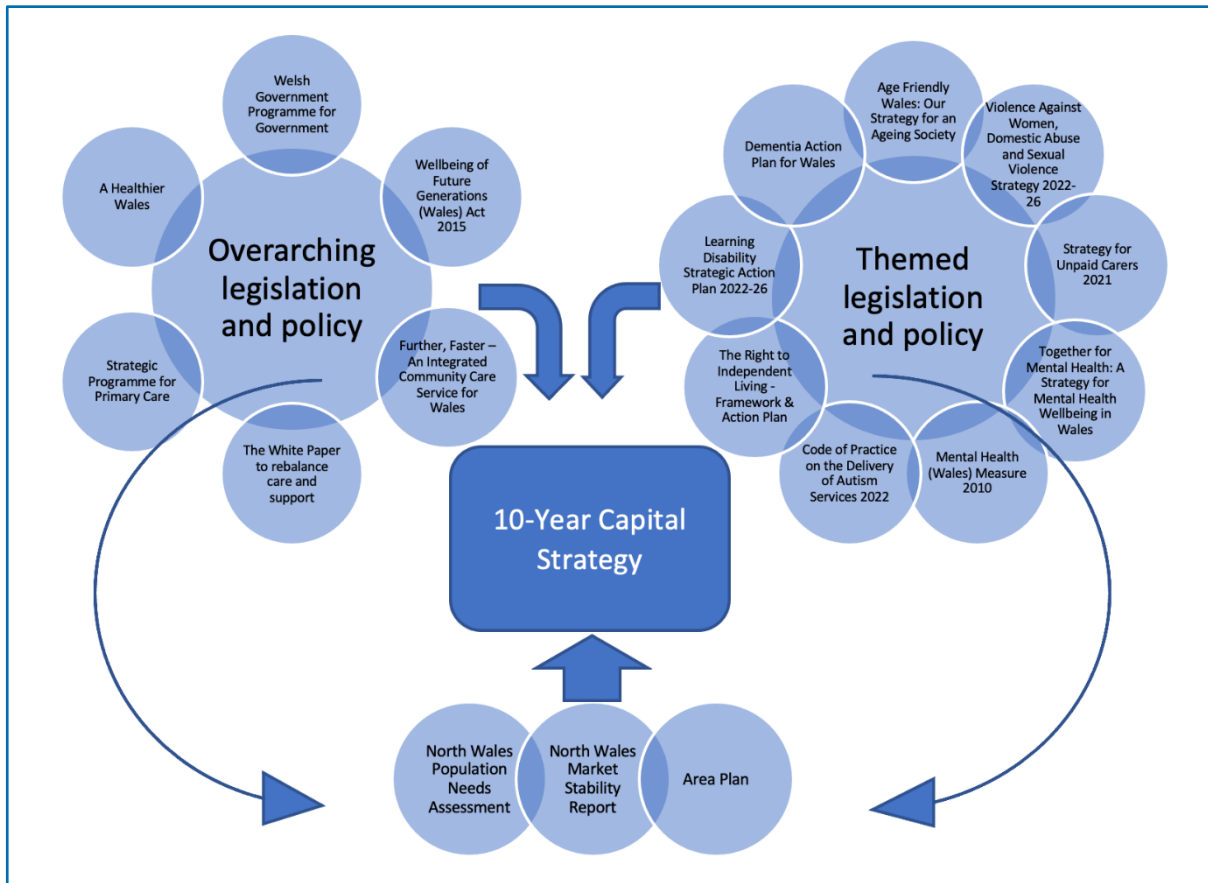 Welsh
Government
Programme for
Government
A Healthier
Wales
Wellbeing of
Future
Generations
(Wales) Act
2015
Overarching
legislation
and policy
Strategic
Programme for
Primary Care
Further, Faster –
An Integrated
Community Care
Service for
Wales
The White Paper
to rebalance
care and
support
Age Friendly
Wales: Our
Strategy for an
Ageing Society
Dementia Action
Plan for Wales
Violence Against
Women,
Domestic Abuse
and Sexual
Violence
Strategy 2022-
26
Learning
Disability
Strategic Action
Plan 2022-26
Themed
legislation
and policy
Strategy for
Unpaid Carers
2021
The Right to
Independent
Living -
Framework &
Action Plan
Together for
Mental Health: A
Strategy for
Mental Health
Wellbeing in
Wales
Code of Practice
on the Delivery
of Autism
Services 2022
Mental Health
(Wales) Measure
2010
10-Year Capital
Strategy
North Wales
Population
Needs
Assessment
North Wales
Market
Stability
Report
Area Plan